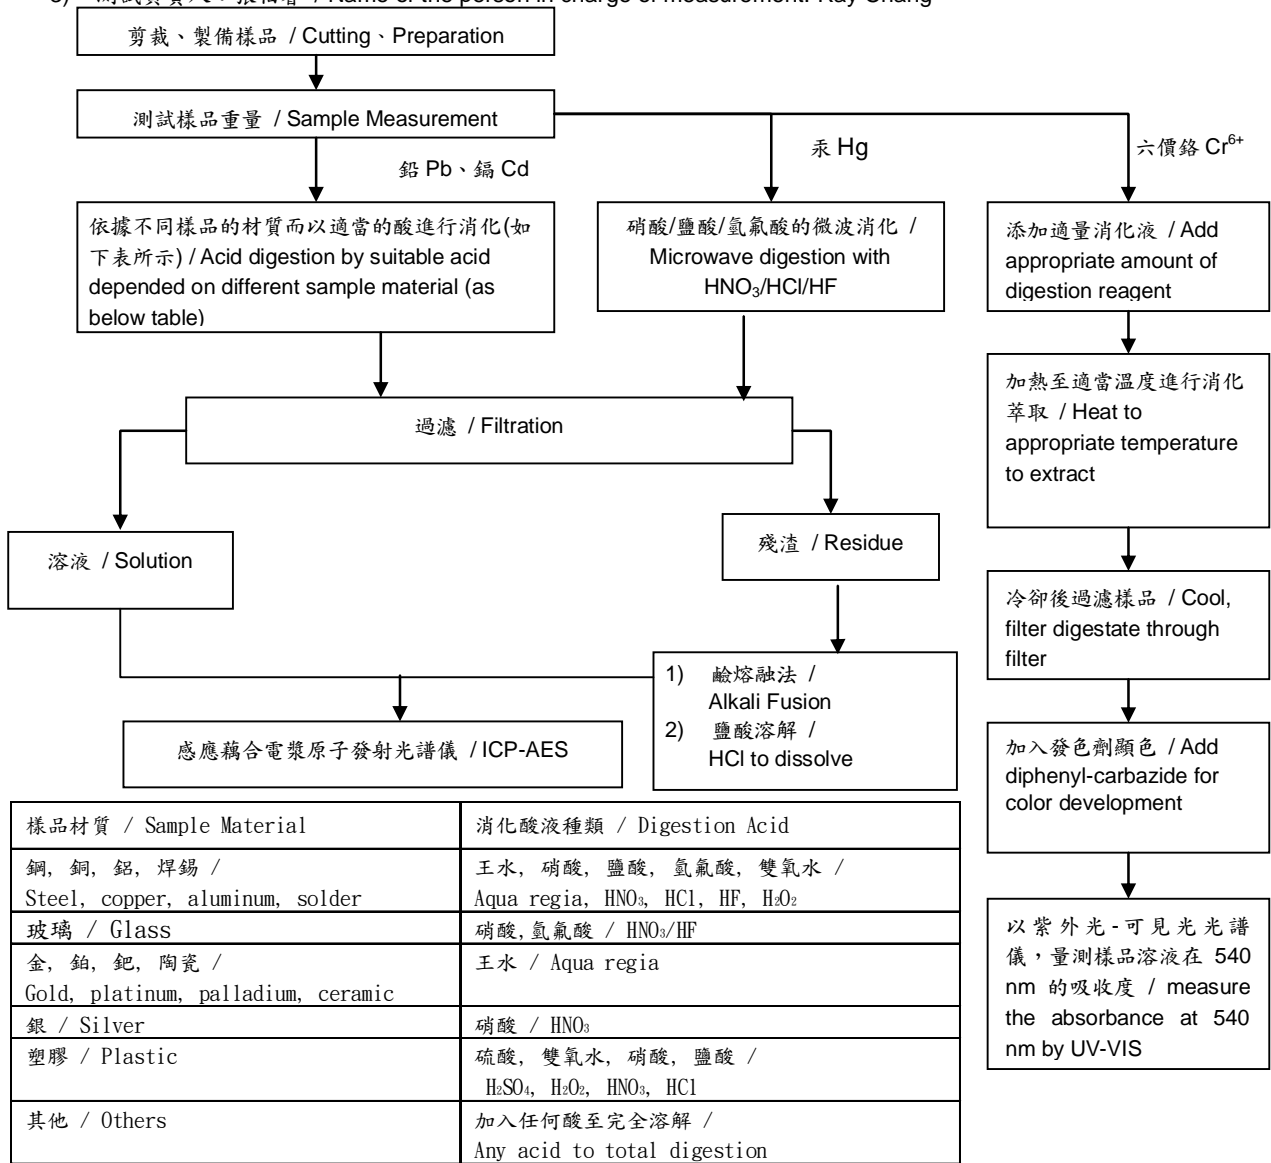 Name of the person in charge of measurement: Ray Chang
剪裁、製備樣品 / Cutting、Preparation
測試樣品重量 / Sample Measurement
鉛 Pb、鎘 Cd
汞 Hg
六價鉻 Cr⁶⁺
依據不同樣品的材質而以適當的酸進行消化(如
下表所示) / Acid digestion by suitable acid
depended on different sample material (as
below table)
硝酸/鹽酸/氫氟酸的微波消化 /
Microwave digestion with
HNO₃/HCl/HF
添加適量消化液 / Add
appropriate amount of
digestion reagent
過濾 / Filtration
加熱至適當溫度進行消化
萃取 / Heat to
appropriate temperature
to extract
溶液 / Solution
殘渣 / Residue
冷卻後過濾樣品 / Cool,
filter digestate through
filter
1) 鹼熔融法 /
Alkali Fusion
2) 鹽酸溶解 /
HCl to dissolve
感應藕合電漿原子發射光譜儀 / ICP-AES
加入發色劑顯色 / Add
diphenyl-carbazide for
color development
以紫外光-可見光光譜
儀，量測樣品溶液在 540
nm 的吸收度 / measure
the absorbance at 540
nm by UV-VIS
樣品材質 / Sample Material
消化酸液種類 / Digestion Acid
鋼, 銅, 鋁, 焊錫 /
Steel, copper, aluminum, solder
王水, 硝酸, 鹽酸, 氫氟酸, 雙氧水 /
Aqua regia, HNO₃, HCl, HF, H₂O₂
玻璃 / Glass
硝酸,氫氟酸 / HNO₃/HF
金, 鉑, 鈀, 陶瓷 /
Gold, platinum, palladium, ceramic
王水 / Aqua regia
銀 / Silver
硝酸 / HNO₃
塑膠 / Plastic
硫酸, 雙氧水, 硝酸, 鹽酸 /
H₂SO₄, H₂O₂, HNO₃, HCl
其他 / Others
加入任何酸至完全溶解 /
Any acid to total digestion